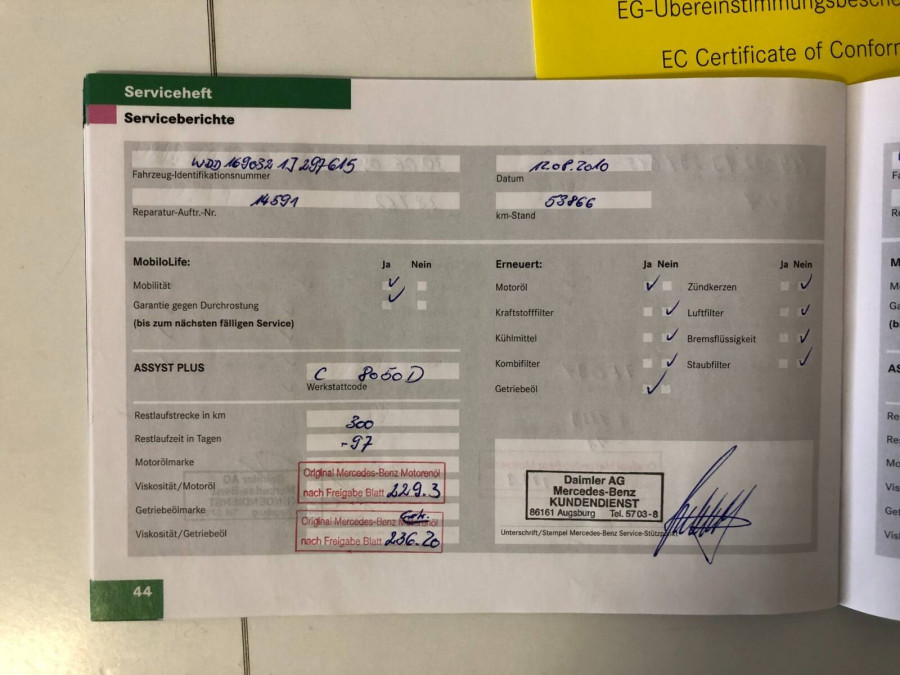 EG-Übereinstimmungsbesche
EC Certificate of Confor
Serviceheft
Serviceberichte
WDD 169032 1J 297615
Fahrzeug-Identifikationsnummer
12.08.2010
Datum
14591
Reparatur-Auftr.-Nr.
53866
km-Stand
MobiloLife:
Ja Nein
Mobilität
Garantie gegen Durchrostung
(bis zum nächsten fälligen Service)
Erneuert:
Ja Nein
Ja Nein
Motoröl
Zündkerzen
Kraftstofffilter
Luftfilter
Kühlmittel
Bremsflüssigkeit
Kombifilter
Staubfilter
Getriebeöl
ASSYST PLUS
C 8050D
Werkstattcode
Restlaufstrecke in km
300
Restlaufzeit in Tagen
-97
Motorölmarke
Viskosität/Motoröl
Original Mercedes-Benz Motorenöl
nach Freigabe Blatt 229.3
Getriebeölmarke
Viskosität/Getriebeöl
Getr.
Original Mercedes-Benz Motorenöl
nach Freigabe Blatt 236.20
Daimler AG
Mercedes-Benz
KUNDENDIENST
86161 Augsburg Tel. 57 03-8
Unterschrift/Stempel Mercedes-Benz Service-Stützp
44